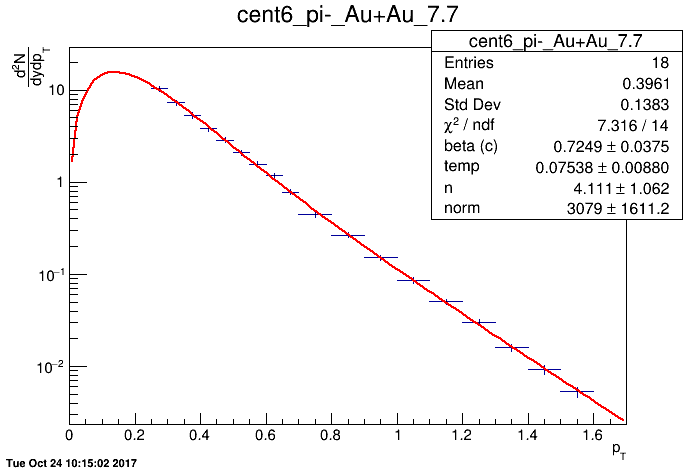 cent6_pi-_Au+Au_7.7
cent6_pi-_Au+Au_7.7
Entries 18
Mean 0.3961
Std Dev 0.1383
χ² / ndf 7.316 / 14
beta (c) 0.7249 ± 0.0375
temp 0.07538 ± 0.00880
n 4.111 ± 1.062
norm 3079 ± 1611.2
d²N
dydp_T
10
1
10⁻¹
10⁻²
0 0.2 0.4 0.6 0.8 1 1.2 1.4 1.6
p_T
Tue Oct 24 10:15:02 2017